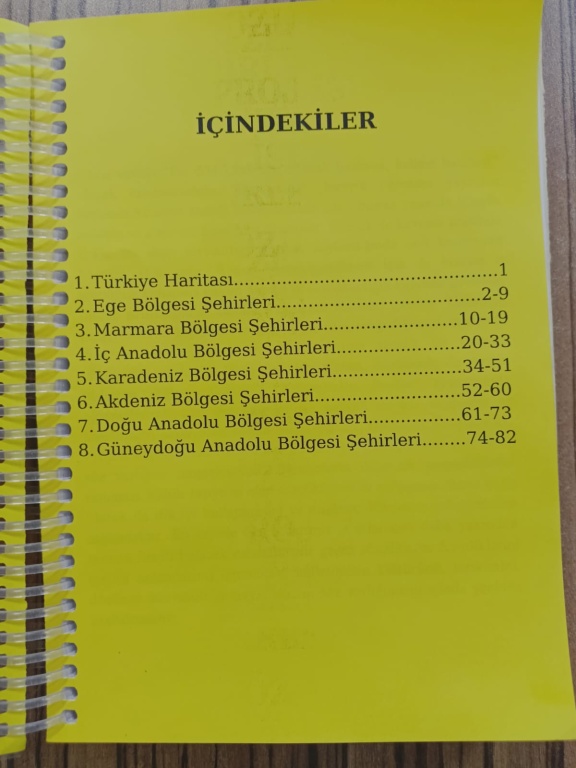 İÇİNDEKİLER
1. Türkiye Haritası..................................................1
2. Ege Bölgesi Şehirleri.......................................2-9
3. Marmara Bölgesi Şehirleri..........................10-19
4. İç Anadolu Bölgesi Şehirleri........................20-33
5. Karadeniz Bölgesi Şehirleri.........................34-51
6. Akdeniz Bölgesi Şehirleri............................52-60
7. Doğu Anadolu Bölgesi Şehirleri..................61-73
8. Güneydoğu Anadolu Bölgesi Şehirleri........74-82